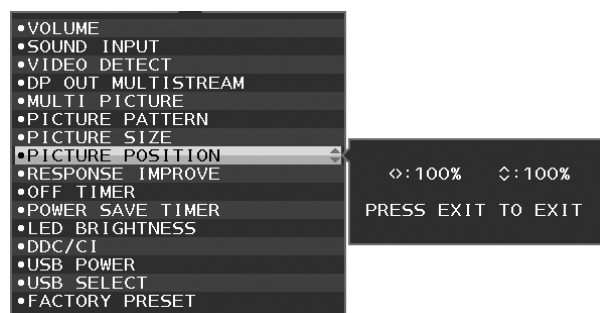 •VOLUME
•SOUND INPUT
•VIDEO DETECT
•DP OUT MULTISTREAM
•MULTI PICTURE
•PICTURE PATTERN
•PICTURE SIZE
•PICTURE POSITION
•RESPONSE IMPROVE
•OFF TIMER
•POWER SAVE TIMER
•LED BRIGHTNESS
•DDC/CI
•USB POWER
•USB SELECT
•FACTORY PRESET
<>:100% ◇:100%
PRESS EXIT TO EXIT